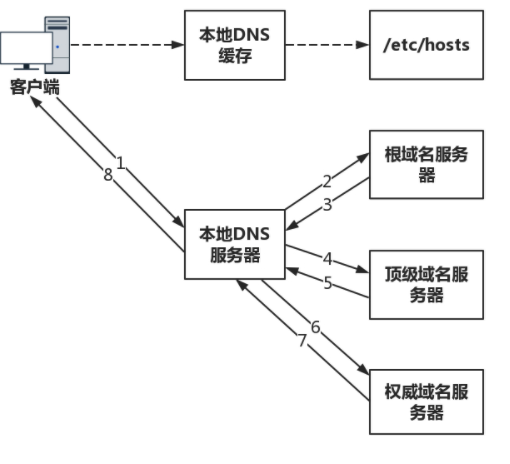 本地DNS
缓存
/etc/hosts
客户端
1
8
2
3
根域名服务
器
本地DNS
服务器
4
5
顶级域名服
务器
6
7
权威域名服
务器